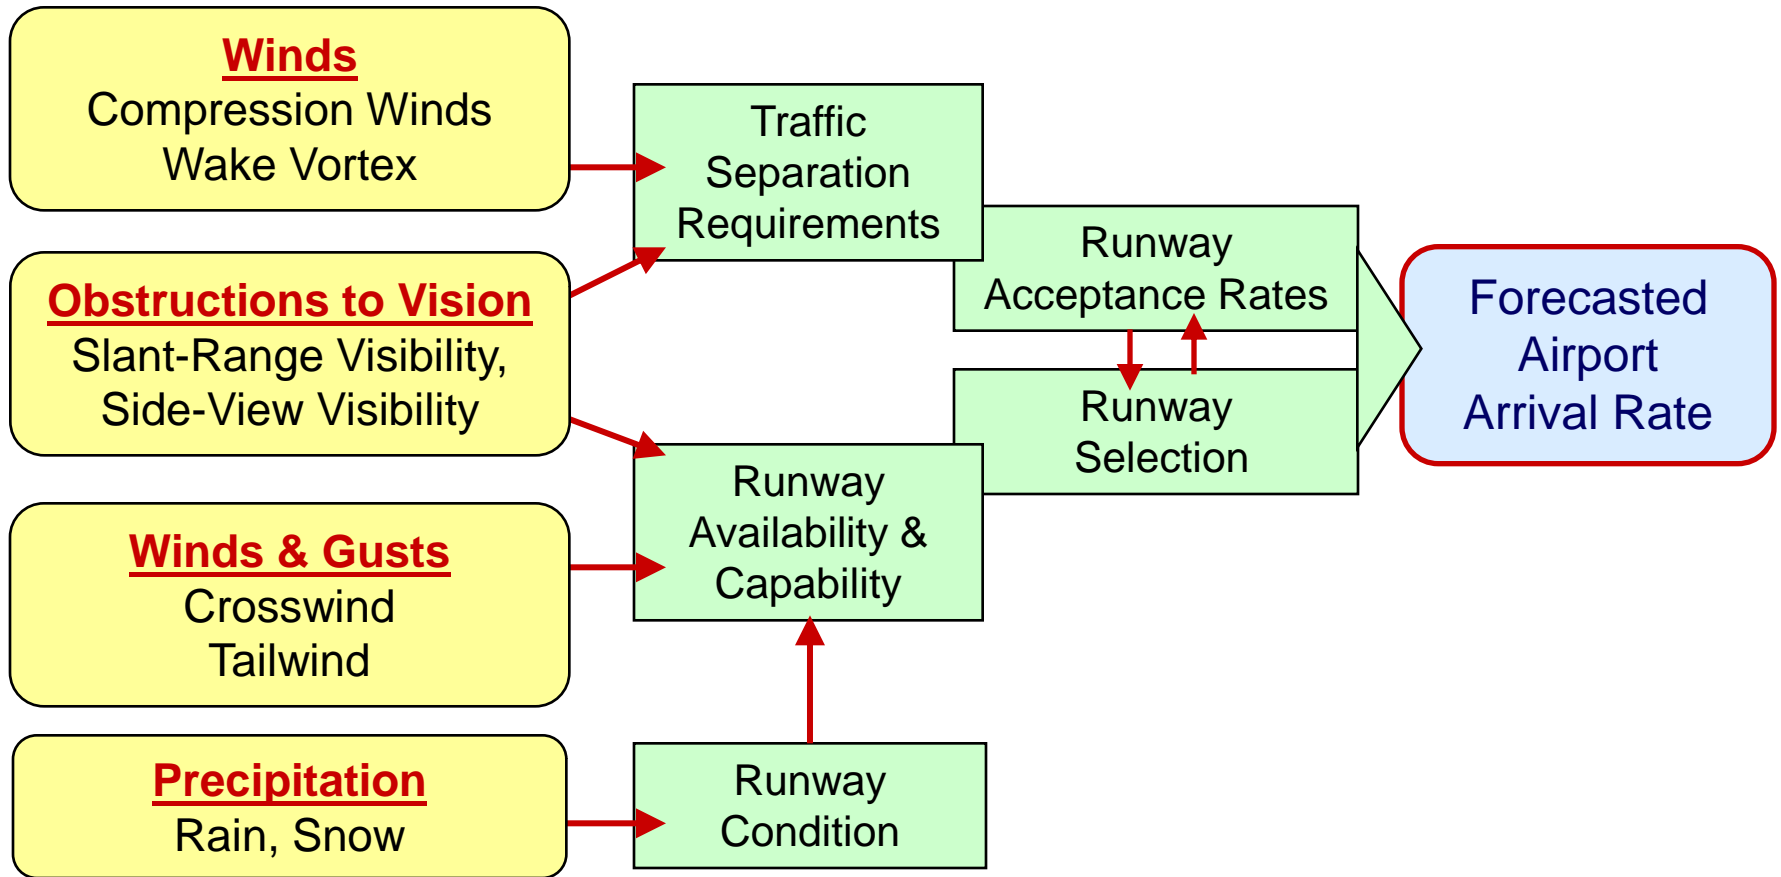 Winds
Compression Winds
Wake Vortex
Obstructions to Vision
Slant-Range Visibility,
Side-View Visibility
Winds & Gusts
Crosswind
Tailwind
Precipitation
Rain, Snow
Traffic
Separation
Requirements
Runway
Availability &
Capability
Runway
Condition
Runway
Acceptance Rates
Runway
Selection
Forecasted
Airport
Arrival Rate